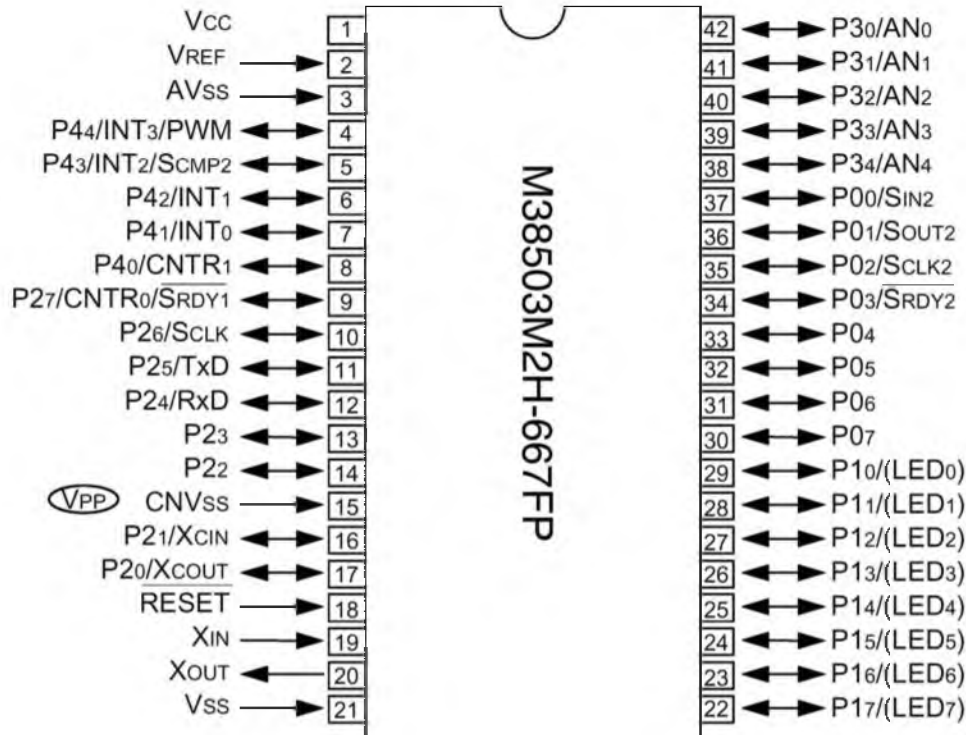 VCC 1
VREF 2
AVSS 3
P44/INT3/PWM 4
P43/INT2/SCMP2 5
P42/INT1 6
P41/INT0 7
P40/CNTR1 8
P27/CNTR0/SRDY1 9
P26/SCLK 10
P25/TxD 11
P24/RxD 12
P23 13
P22 14
VPP CNVSS 15
P21/XCIN 16
P20/XCOUT 17
RESET 18
XIN 19
XOUT 20
VSS 21
M38503M2H-667FP
42 P30/AN0
41 P31/AN1
40 P32/AN2
39 P33/AN3
38 P34/AN4
37 P00/SIN2
36 P01/SOUT2
35 P02/SCLK2
34 P03/SRDY2
33 P04
32 P05
31 P06
30 P07
29 P10/(LED0)
28 P11/(LED1)
27 P12/(LED2)
26 P13/(LED3)
25 P14/(LED4)
24 P15/(LED5)
23 P16/(LED6)
22 P17/(LED7)